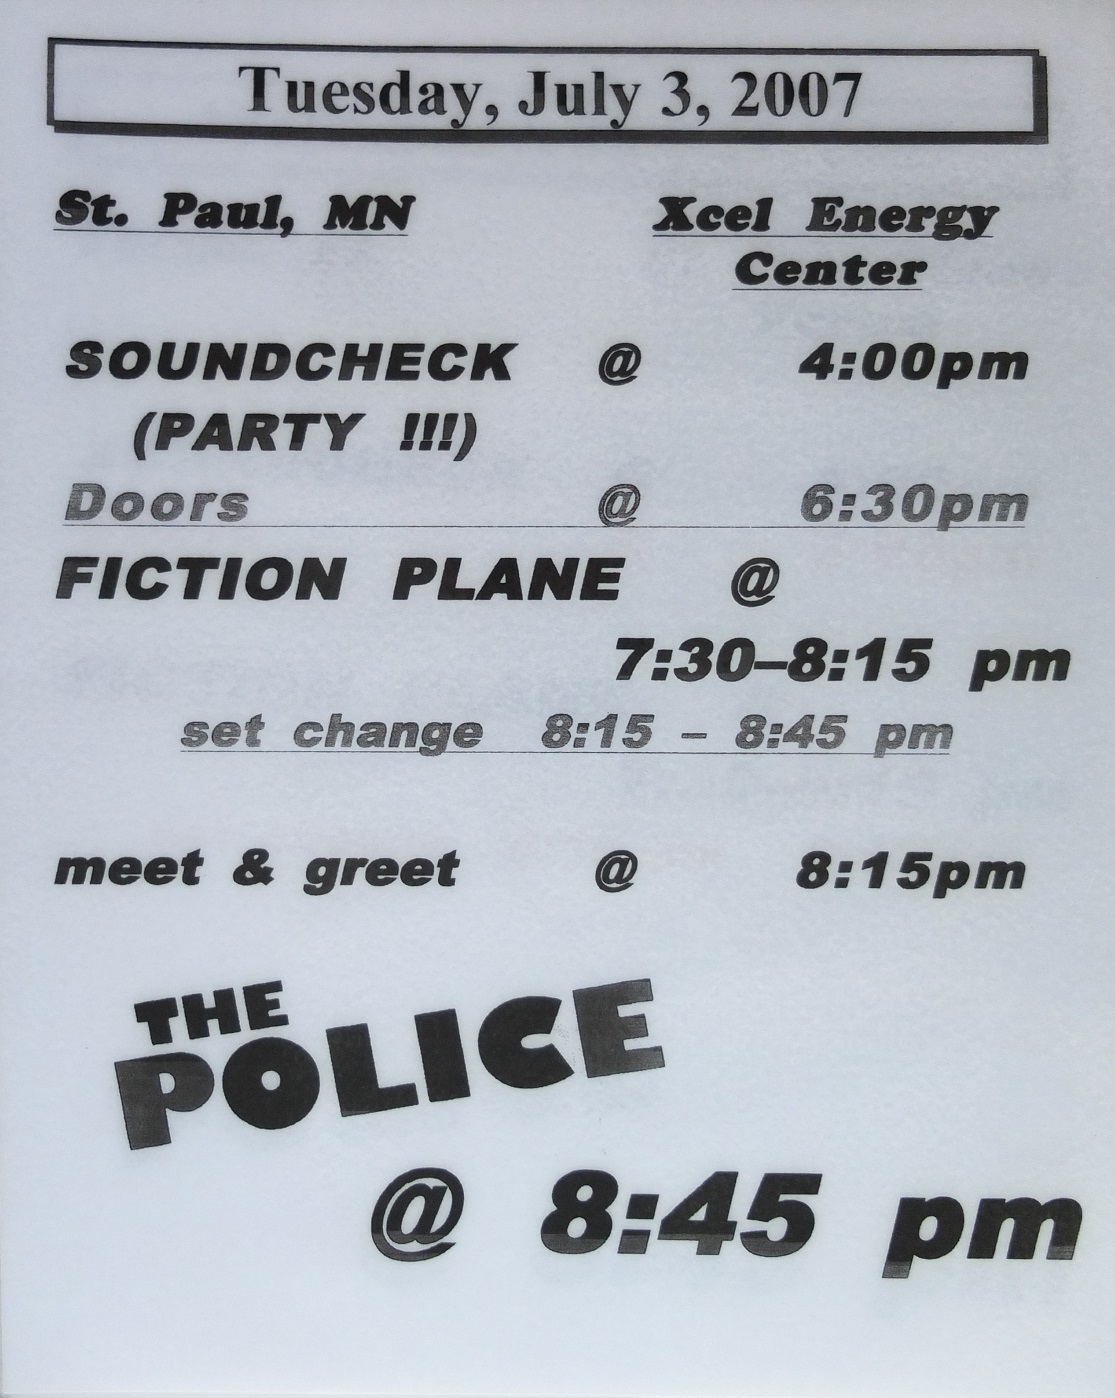 Tuesday, July 3, 2007
St. Paul, MN Xcel Energy
Center
SOUNDCHECK @ 4:00pm
(PARTY !!!)
Doors @ 6:30pm
FICTION PLANE @
7:30–8:15 pm
set change 8:15 – 8:45 pm
meet & greet @ 8:15pm
THE
POLICE
@ 8:45 pm